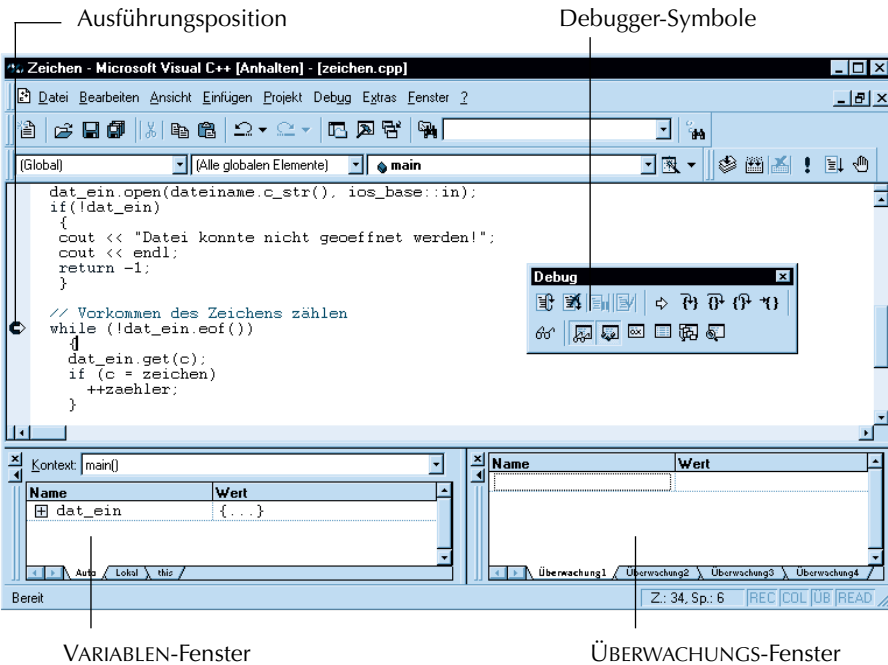 Ausführungsposition
Debugger-Symbole
Zeichen - Microsoft Visual C++ [Anhalten] - [zeichen.cpp]
Datei Bearbeiten Ansicht Einfügen Projekt Debug Extras Fenster ?
(Global)
(Alle globalen Elemente)
main
dat_ein.open(dateiname.c_str(), ios_base::in);
if(!dat_ein)
{
cout << "Datei konnte nicht geoeffnet werden!";
cout << endl;
return -1;
}
// Vorkommen des Zeichens zählen
while (!dat_ein.eof())
{
dat_ein.get(c);
if (c = zeichen)
++zaehler;
}
Debug
Kontext: main()
Name Wert
dat_ein {...}
Auto Lokal this
Name Wert
Überwachung1 Überwachung2 Überwachung3 Überwachung4
Bereit
Z.: 34, Sp.: 6 REC COL ÜB READ
VARIABLEN-Fenster
ÜBERWACHUNGS-Fenster